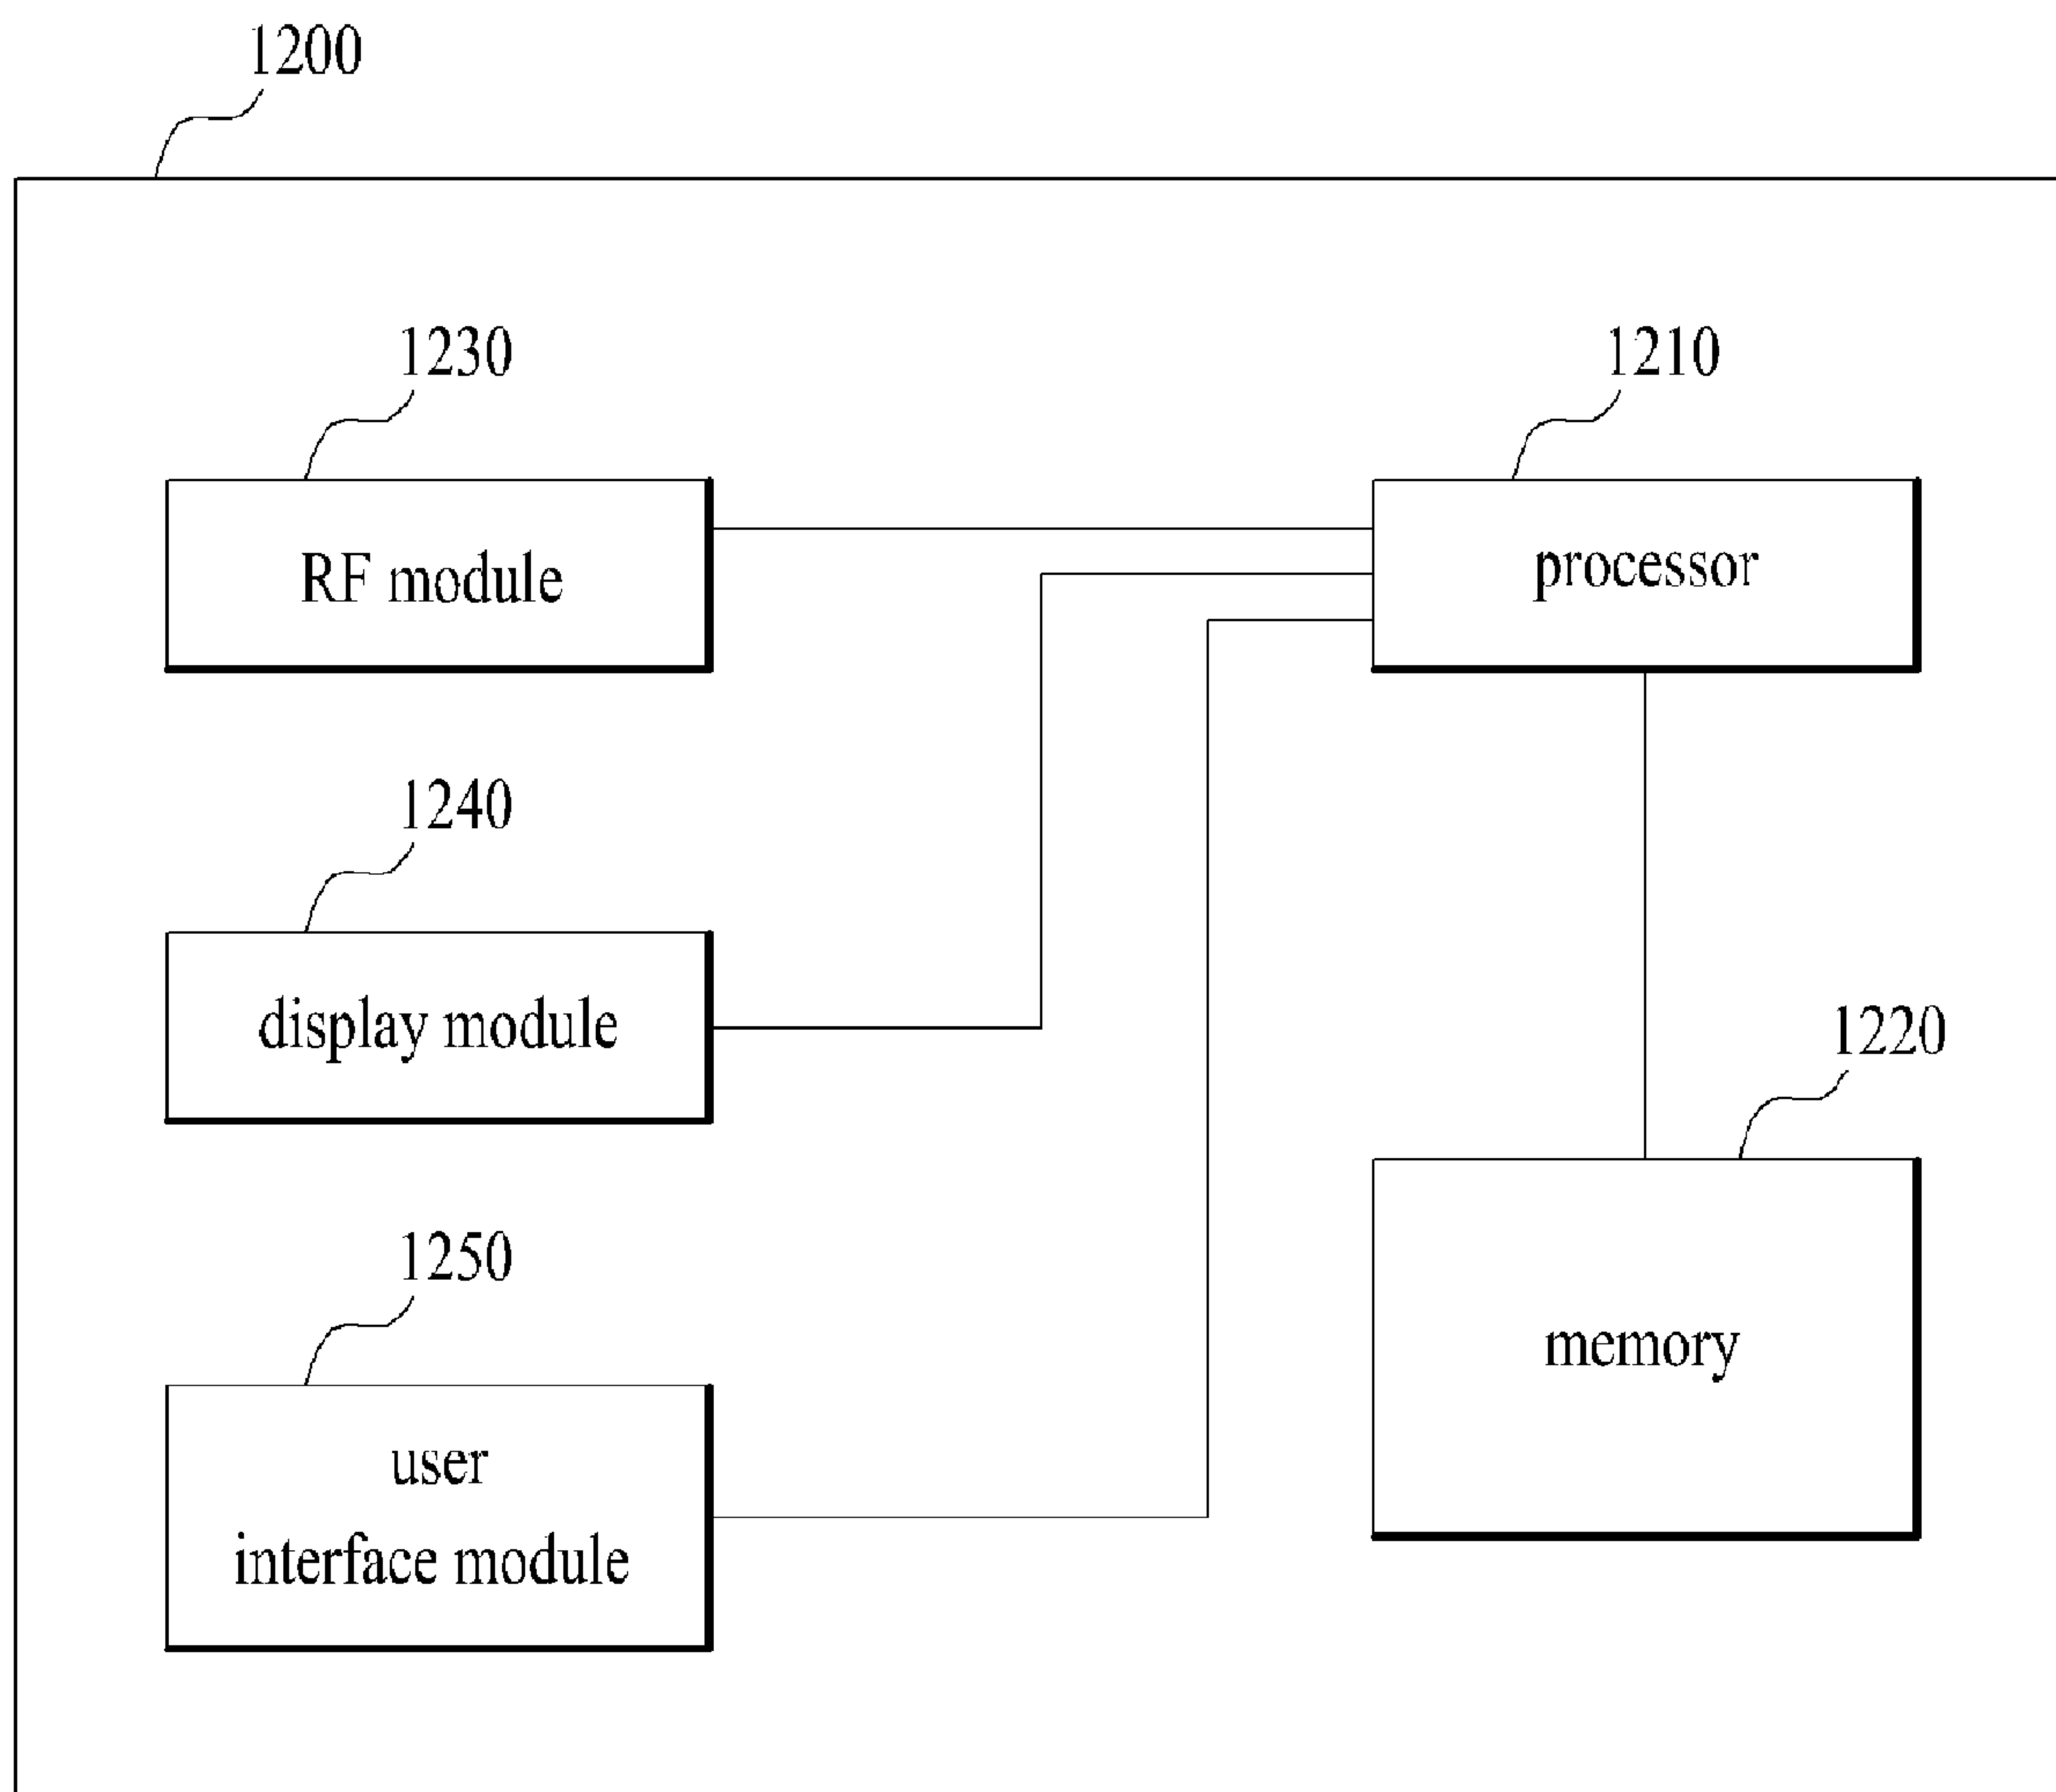 1200
1230
RF module
1210
processor
1240
display module
1220
memory
1250
user
interface module